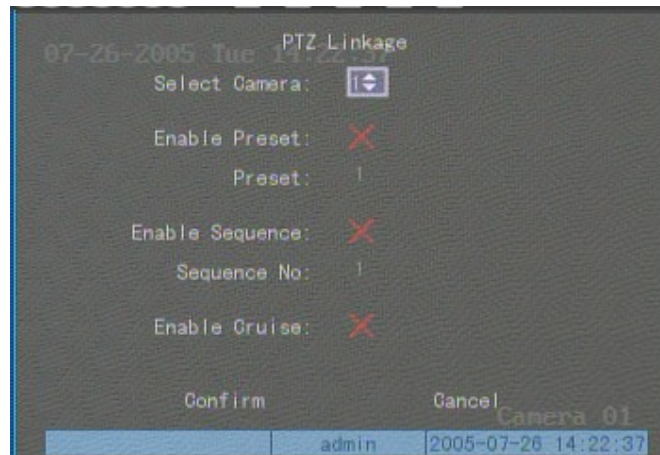 PTZ Linkage
07-26-2005 Tue 14:22:37
Select Camera: 1
Enable Preset:
Preset: 1
Enable Sequence:
Sequence No: 1
Enable Cruise:
Confirm Cancel
Camera 01
admin 2005-07-26 14:22:37